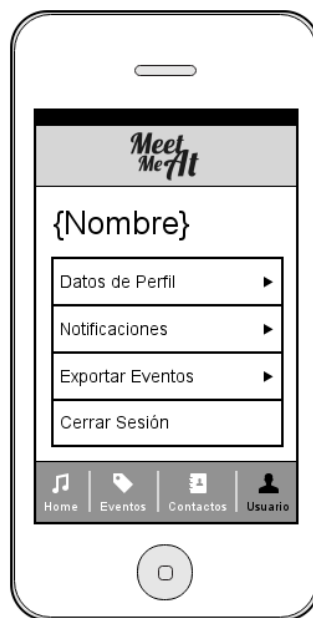 Meet
Me At
{Nombre}
Datos de Perfil
Notificaciones
Exportar Eventos
Cerrar Sesión
Home Eventos Contactos Usuario